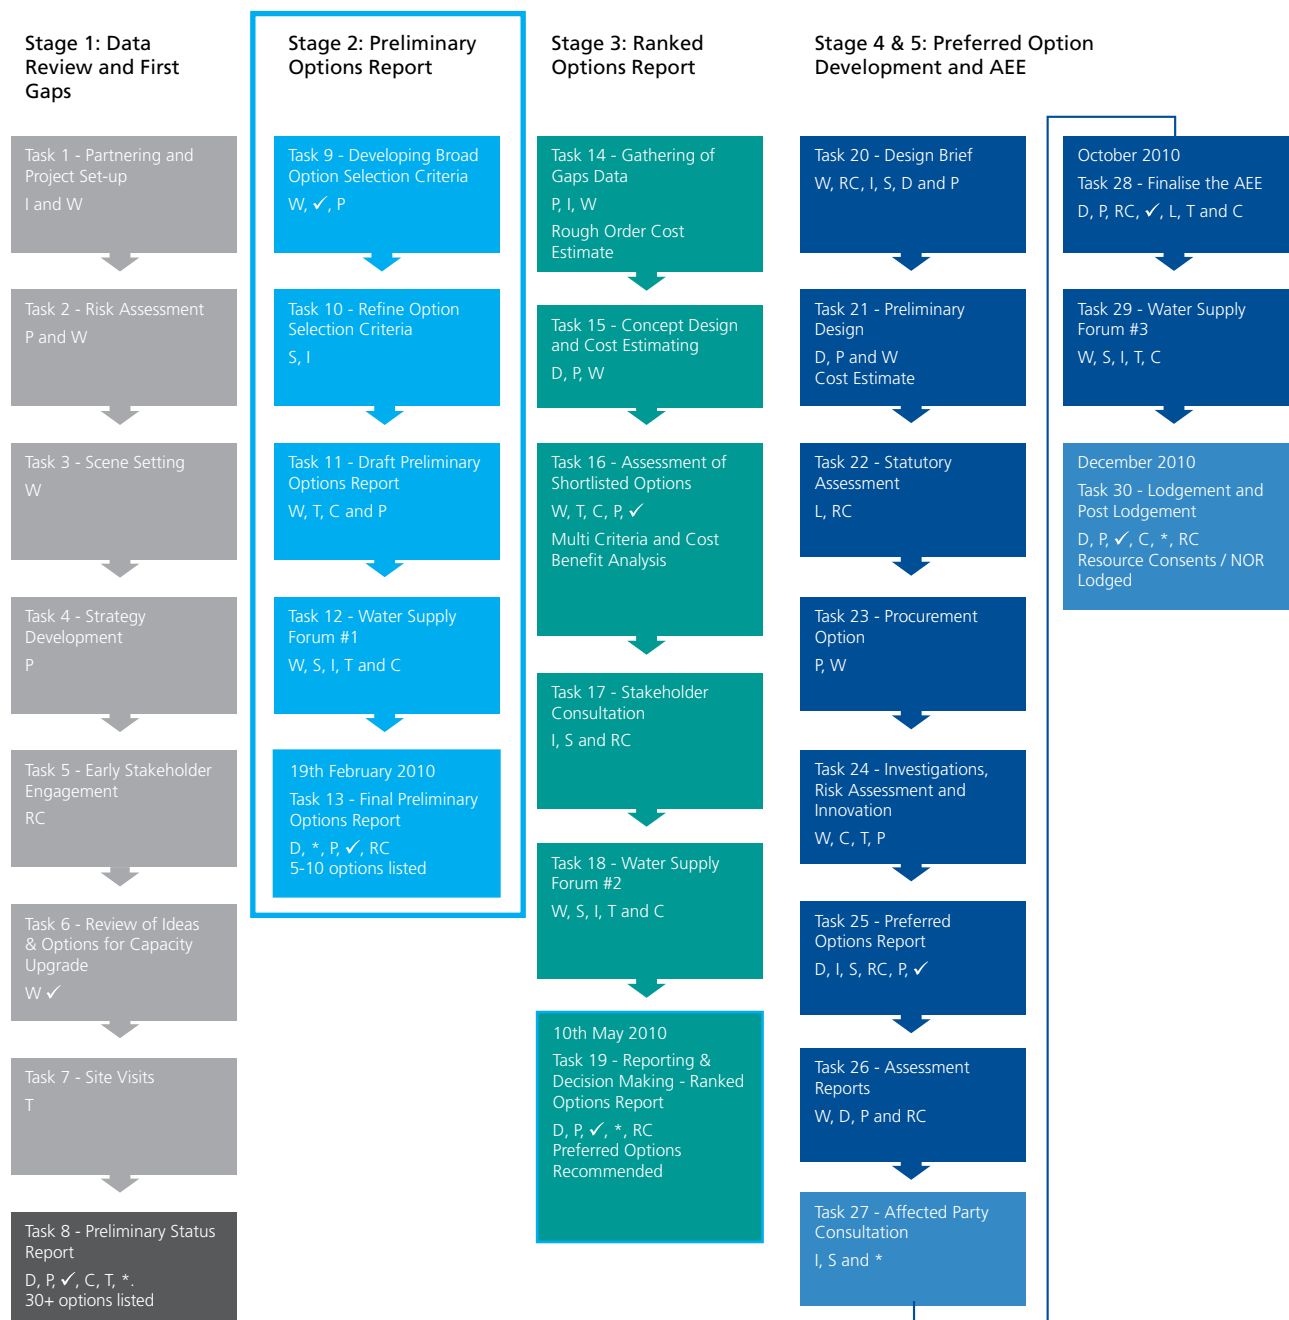 Stage 1: Data
Review and First
Gaps
Task 1 - Partnering and
Project Set-up
I and W
Task 2 - Risk Assessment
P and W
Task 3 - Scene Setting
W
Task 4 - Strategy
Development
P
Task 5 - Early Stakeholder
Engagement
RC
Task 6 - Review of Ideas
& Options for Capacity
Upgrade
W ✓
Task 7 - Site Visits
T
Task 8 - Preliminary Status
Report
D, P, ✓, C, T, *.
30+ options listed
Stage 2: Preliminary
Options Report
Task 9 - Developing Broad
Option Selection Criteria
W, ✓, P
Task 10 - Refine Option
Selection Criteria
S, I
Task 11 - Draft Preliminary
Options Report
W, T, C and P
Task 12 - Water Supply
Forum #1
W, S, I, T and C
19th February 2010
Task 13 - Final Preliminary
Options Report
D, *, P, ✓, RC
5-10 options listed
Stage 3: Ranked
Options Report
Task 14 - Gathering of
Gaps Data
P, I, W
Rough Order Cost
Estimate
Task 15 - Concept Design
and Cost Estimating
D, P, W
Task 16 - Assessment of
Shortlisted Options
W, T, C, P, ✓
Multi Criteria and Cost
Benefit Analysis
Task 17 - Stakeholder
Consultation
I, S and RC
Task 18 - Water Supply
Forum #2
W, S, I, T and C
10th May 2010
Task 19 - Reporting &
Decision Making - Ranked
Options Report
D, P, ✓, *, RC
Preferred Options
Recommended
Stage 4 & 5: Preferred Option
Development and AEE
Task 20 - Design Brief
W, RC, I, S, D and P
Task 21 - Preliminary
Design
D, P and W
Cost Estimate
Task 22 - Statutory
Assessment
L, RC
Task 23 - Procurement
Option
P, W
Task 24 - Investigations,
Risk Assessment and
Innovation
W, C, T, P
Task 25 - Preferred
Options Report
D, I, S, RC, P, ✓
Task 26 - Assessment
Reports
W, D, P and RC
Task 27 - Affected Party
Consultation
I, S and *
October 2010
Task 28 - Finalise the AEE
D, P, RC, ✓, L, T and C
Task 29 - Water Supply
Forum #3
W, S, I, T, C
December 2010
Task 30 - Lodgement and
Post Lodgement
D, P, ✓, C, *, RC
Resource Consents / NOR
Lodged